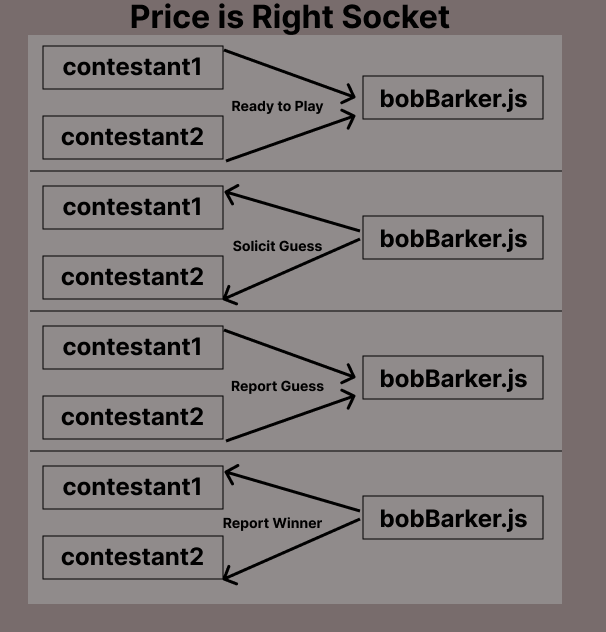 Price is Right Socket
contestant1
Ready to Play
bobBarker.js
contestant2
contestant1
Solicit Guess
bobBarker.js
contestant2
contestant1
Report Guess
bobBarker.js
contestant2
contestant1
Report Winner
bobBarker.js
contestant2